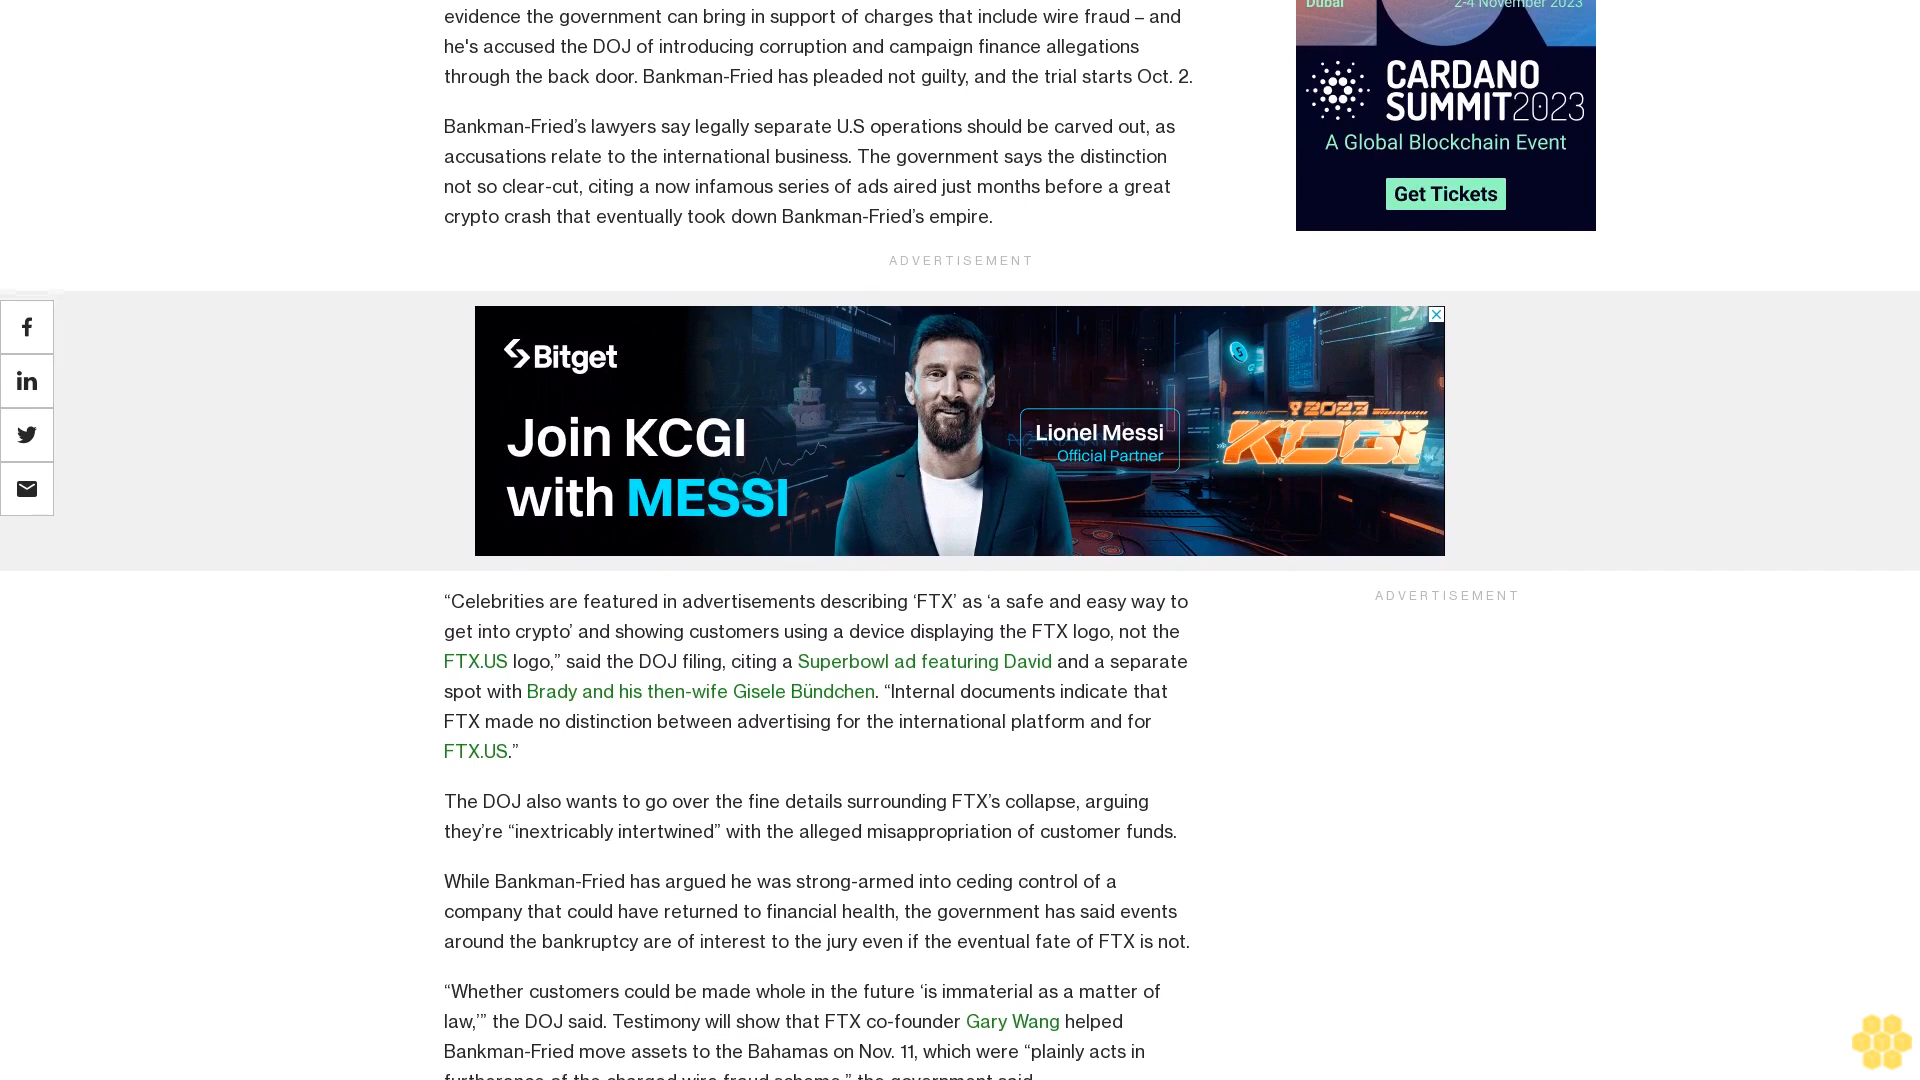 evidence the government can bring in support of charges that include wire fraud – and
he's accused the DOJ of introducing corruption and campaign finance allegations
through the back door. Bankman-Fried has pleaded not guilty, and the trial starts Oct. 2.
Bankman-Fried’s lawyers say legally separate U.S operations should be carved out, as
accusations relate to the international business. The government says the distinction
not so clear-cut, citing a now infamous series of ads aired just months before a great
crypto crash that eventually took down Bankman-Fried’s empire.
Dubai
2-4 November 2023
CARDANO
SUMMIT2023
A Global Blockchain Event
Get Tickets
ADVERTISEMENT
Bitget
Join KCGI
with MESSI
Lionel Messi
Official Partner
Y2023
KCGI
“Celebrities are featured in advertisements describing ‘FTX’ as ‘a safe and easy way to
get into crypto’ and showing customers using a device displaying the FTX logo, not the
FTX.US logo,” said the DOJ filing, citing a Superbowl ad featuring David and a separate
spot with Brady and his then-wife Gisele Bündchen. “Internal documents indicate that
FTX made no distinction between advertising for the international platform and for
FTX.US.”
ADVERTISEMENT
The DOJ also wants to go over the fine details surrounding FTX’s collapse, arguing
they’re “inextricably intertwined” with the alleged misappropriation of customer funds.
While Bankman-Fried has argued he was strong-armed into ceding control of a
company that could have returned to financial health, the government has said events
around the bankruptcy are of interest to the jury even if the eventual fate of FTX is not.
“Whether customers could be made whole in the future ‘is immaterial as a matter of
law,’” the DOJ said. Testimony will show that FTX co-founder Gary Wang helped
Bankman-Fried move assets to the Bahamas on Nov. 11, which were “plainly acts in
furtherance of the charged wire fraud scheme,” the government said.